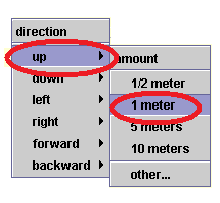 direction
up
down
left
right
forward
backward
amount
1/2 meter
1 meter
5 meters
10 meters
other...